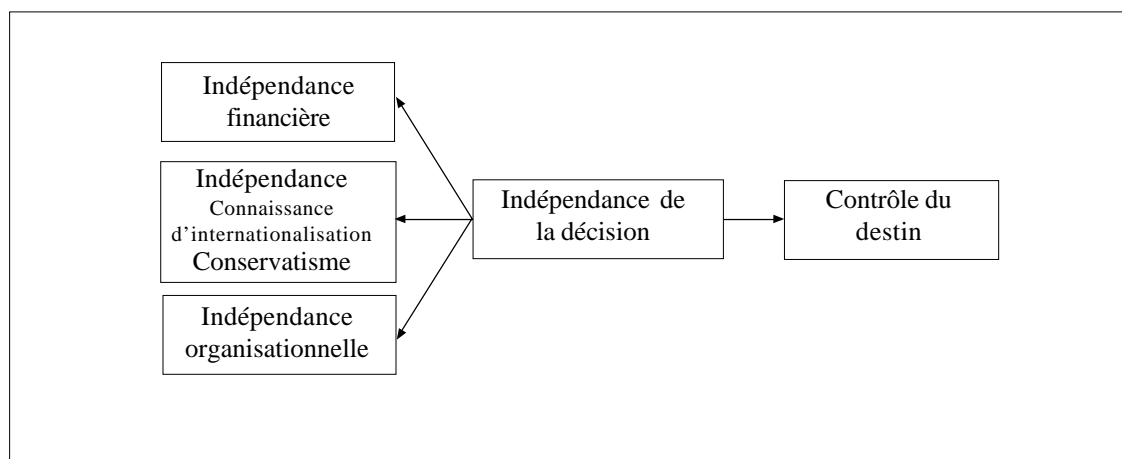 Indépendance
financière
Indépendance
Connaissance
d'internationalisation
Conservatisme
Indépendance
organisationnelle
Indépendance de
la décision
Contrôle du
destin